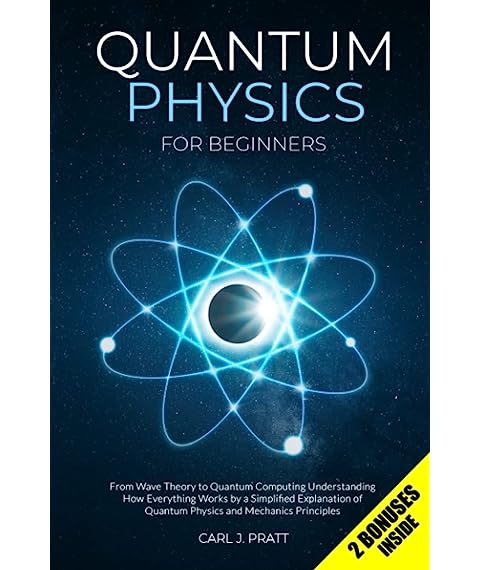 QUANTUM
PHYSICS
FOR BEGINNERS
From Wave Theory to Quantum Computing Understanding
How Everything Works by a Simplified Explanation of
Quantum Physics and Mechanics Principles
CARL J. PRATT
2 BONUSES
INSIDE